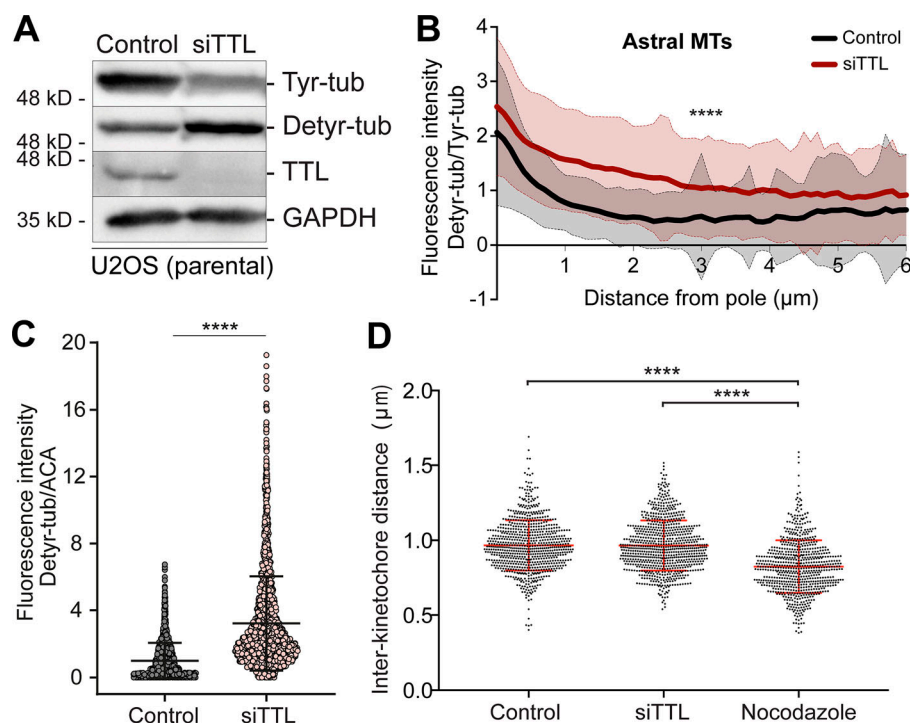 A
Control siTTL
48 kD - - Tyr-tub
48 kD - - Detyr-tub
48 kD - - TTL
35 kD - - GAPDH
U2OS (parental)
B
Astral MTs
Control
siTTL
Fluorescence intensity
Detyr-tub/Tyr-tub
4
3
2
1
0
-1
****
1 2 3 4 5 6
Distance from pole (µm)
C
****
Fluorescence intensity
Detyr-tub/ACA
20
16
12
8
4
0
Control siTTL
D
****
****
Inter-kinetochore distance (µm)
2.0
1.5
1.0
0.5
0.0
Control siTTL Nocodazole